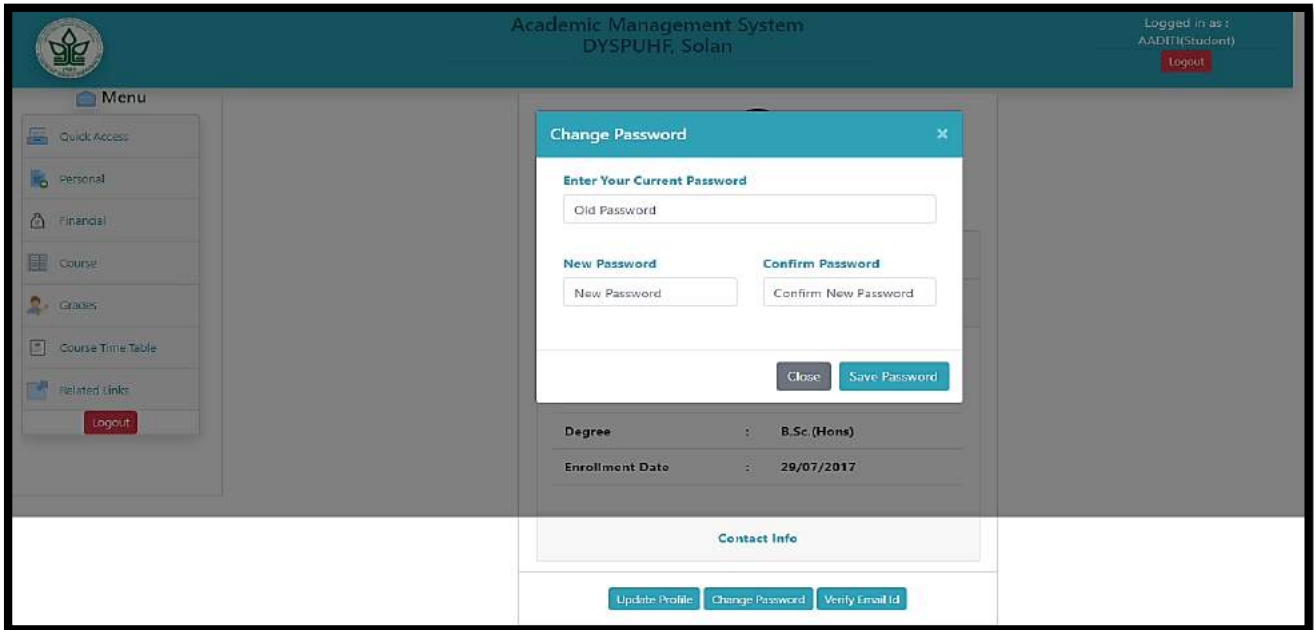 Academic Management System
DYSPUHF, Solan
Logged in as :
AADITI(Student)
Logout
Menu
Quick Access
Personal
Financial
Course
Grades
Course Time Table
Related Links
Logout
Change Password ×
Enter Your Current Password
Old Password
New Password Confirm Password
New Password Confirm New Password
Close Save Password
Degree : B.Sc.(Hons)
Enrollment Date : 29/07/2017
Contact Info
Update Profile Change Password Verify Email Id